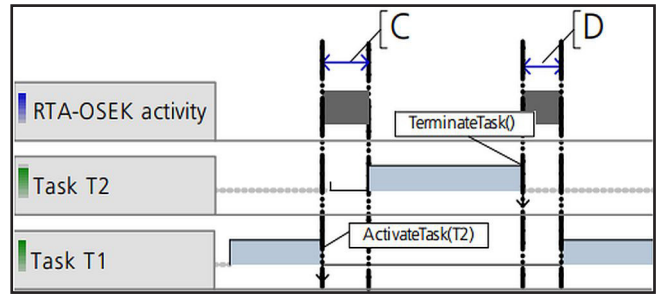 C
D
RTA-OSEK activity
TerminateTask()
Task T2
ActivateTask(T2)
Task T1